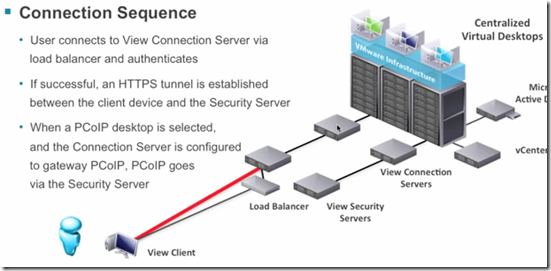 Connection Sequence
User connects to View Connection Server via
load balancer and authenticates
If successful, an HTTPS tunnel is established
between the client device and the Security Server
When a PCoIP desktop is selected,
and the Connection Server is configured
to gateway PCoIP, PCoIP goes
via the Security Server
Centralized
Virtual Desktops
VMware Infrastructure
Active D
vCenter
View Connection
Servers
Load Balancer
View Security
Servers
View Client